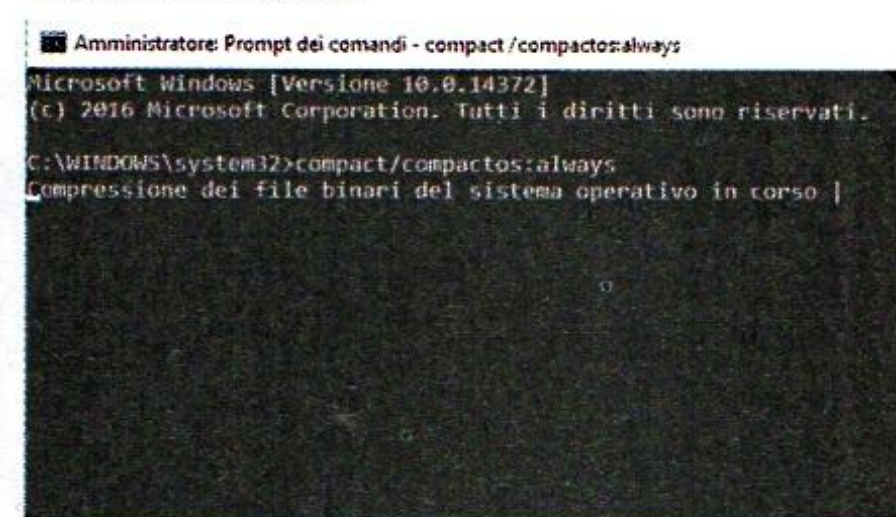 Amministratore: Prompt dei comandi - compact /compactos:always
Microsoft Windows [Versione 10.0.14372]
(c) 2016 Microsoft Corporation. Tutti i diritti sono riservati.
C:\WINDOWS\system32>compact/compactos:always
Compressione dei file binari del sistema operativo in corso |